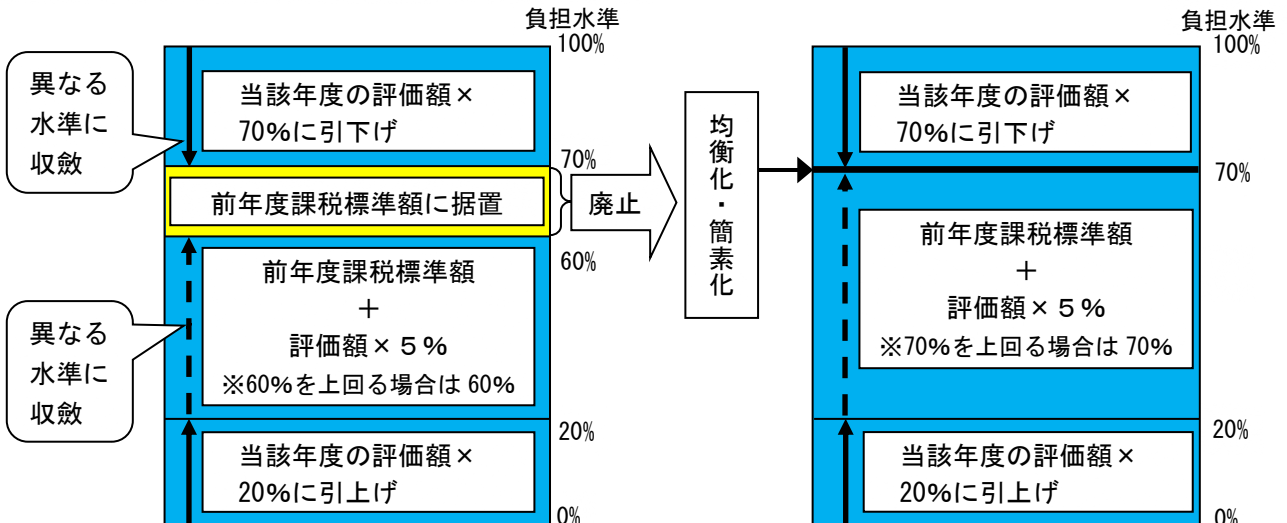 負担水準
100%
異なる
水準に
収斂
当該年度の評価額×
70%に引下げ
70%
前年度課税標準額に据置
廃止
60%
前年度課税標準額
＋
評価額×５%
※60%を上回る場合は 60%
異なる
水準に
収斂
20%
当該年度の評価額×
20%に引上げ
0%
均衡化・簡素化
負担水準
100%
当該年度の評価額×
70%に引下げ
70%
前年度課税標準額
＋
評価額×５%
※70%を上回る場合は 70%
20%
当該年度の評価額×
20%に引上げ
0%